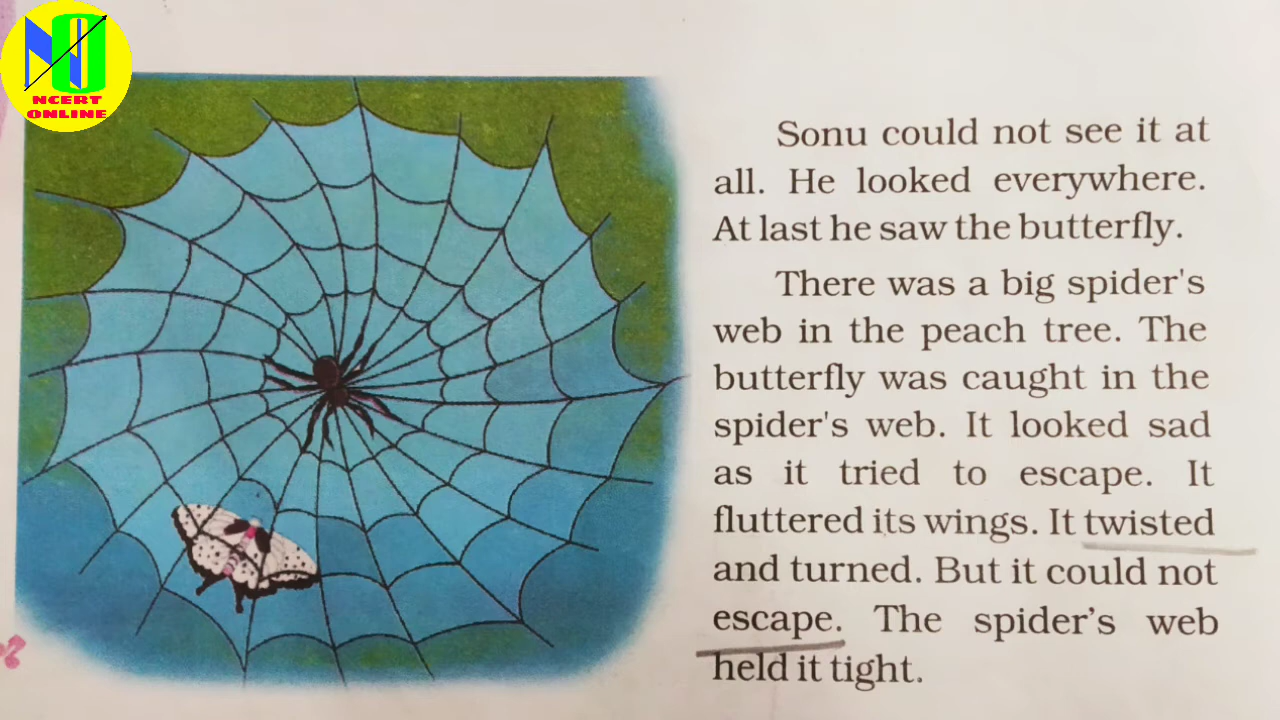 NCERT
ONLINE
Sonu could not see it at
all. He looked everywhere.
At last he saw the butterfly.
There was a big spider's
web in the peach tree. The
butterfly was caught in the
spider's web. It looked sad
as it tried to escape. It
fluttered its wings. It twisted
and turned. But it could not
escape. The spider's web
held it tight.